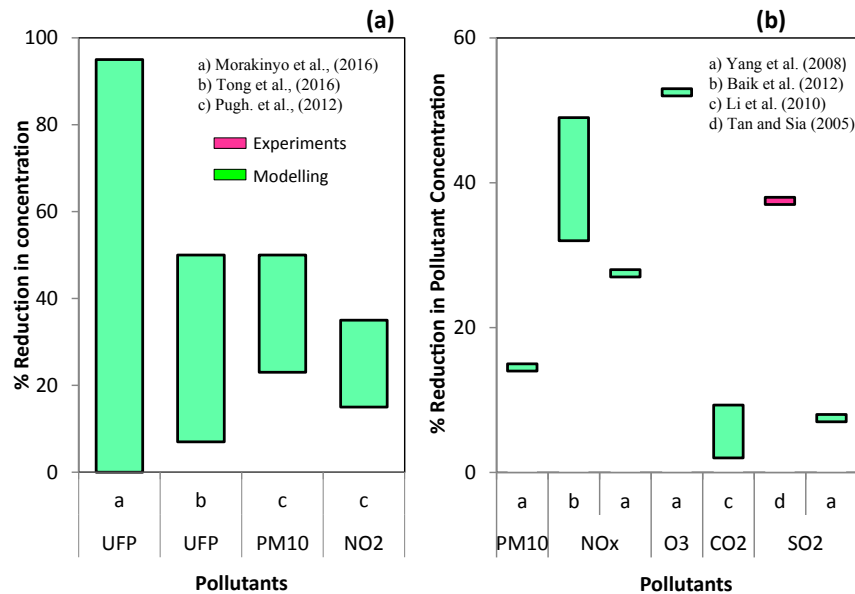 (a)
% Reduction in concentration
100
80
60
40
20
0
a) Morakinyo et al., (2016)
b) Tong et al., (2016)
c) Pugh. et al., (2012)
Experiments
Modelling
a b c c
UFP UFP PM10 NO2
Pollutants
(b)
% Reduction in Pollutant Concentration
60
40
20
0
a) Yang et al. (2008)
b) Baik et al. (2012)
c) Li et al. (2010)
d) Tan and Sia (2005)
a b a a c d a
PM10 NOx O3 CO2 SO2
Pollutants